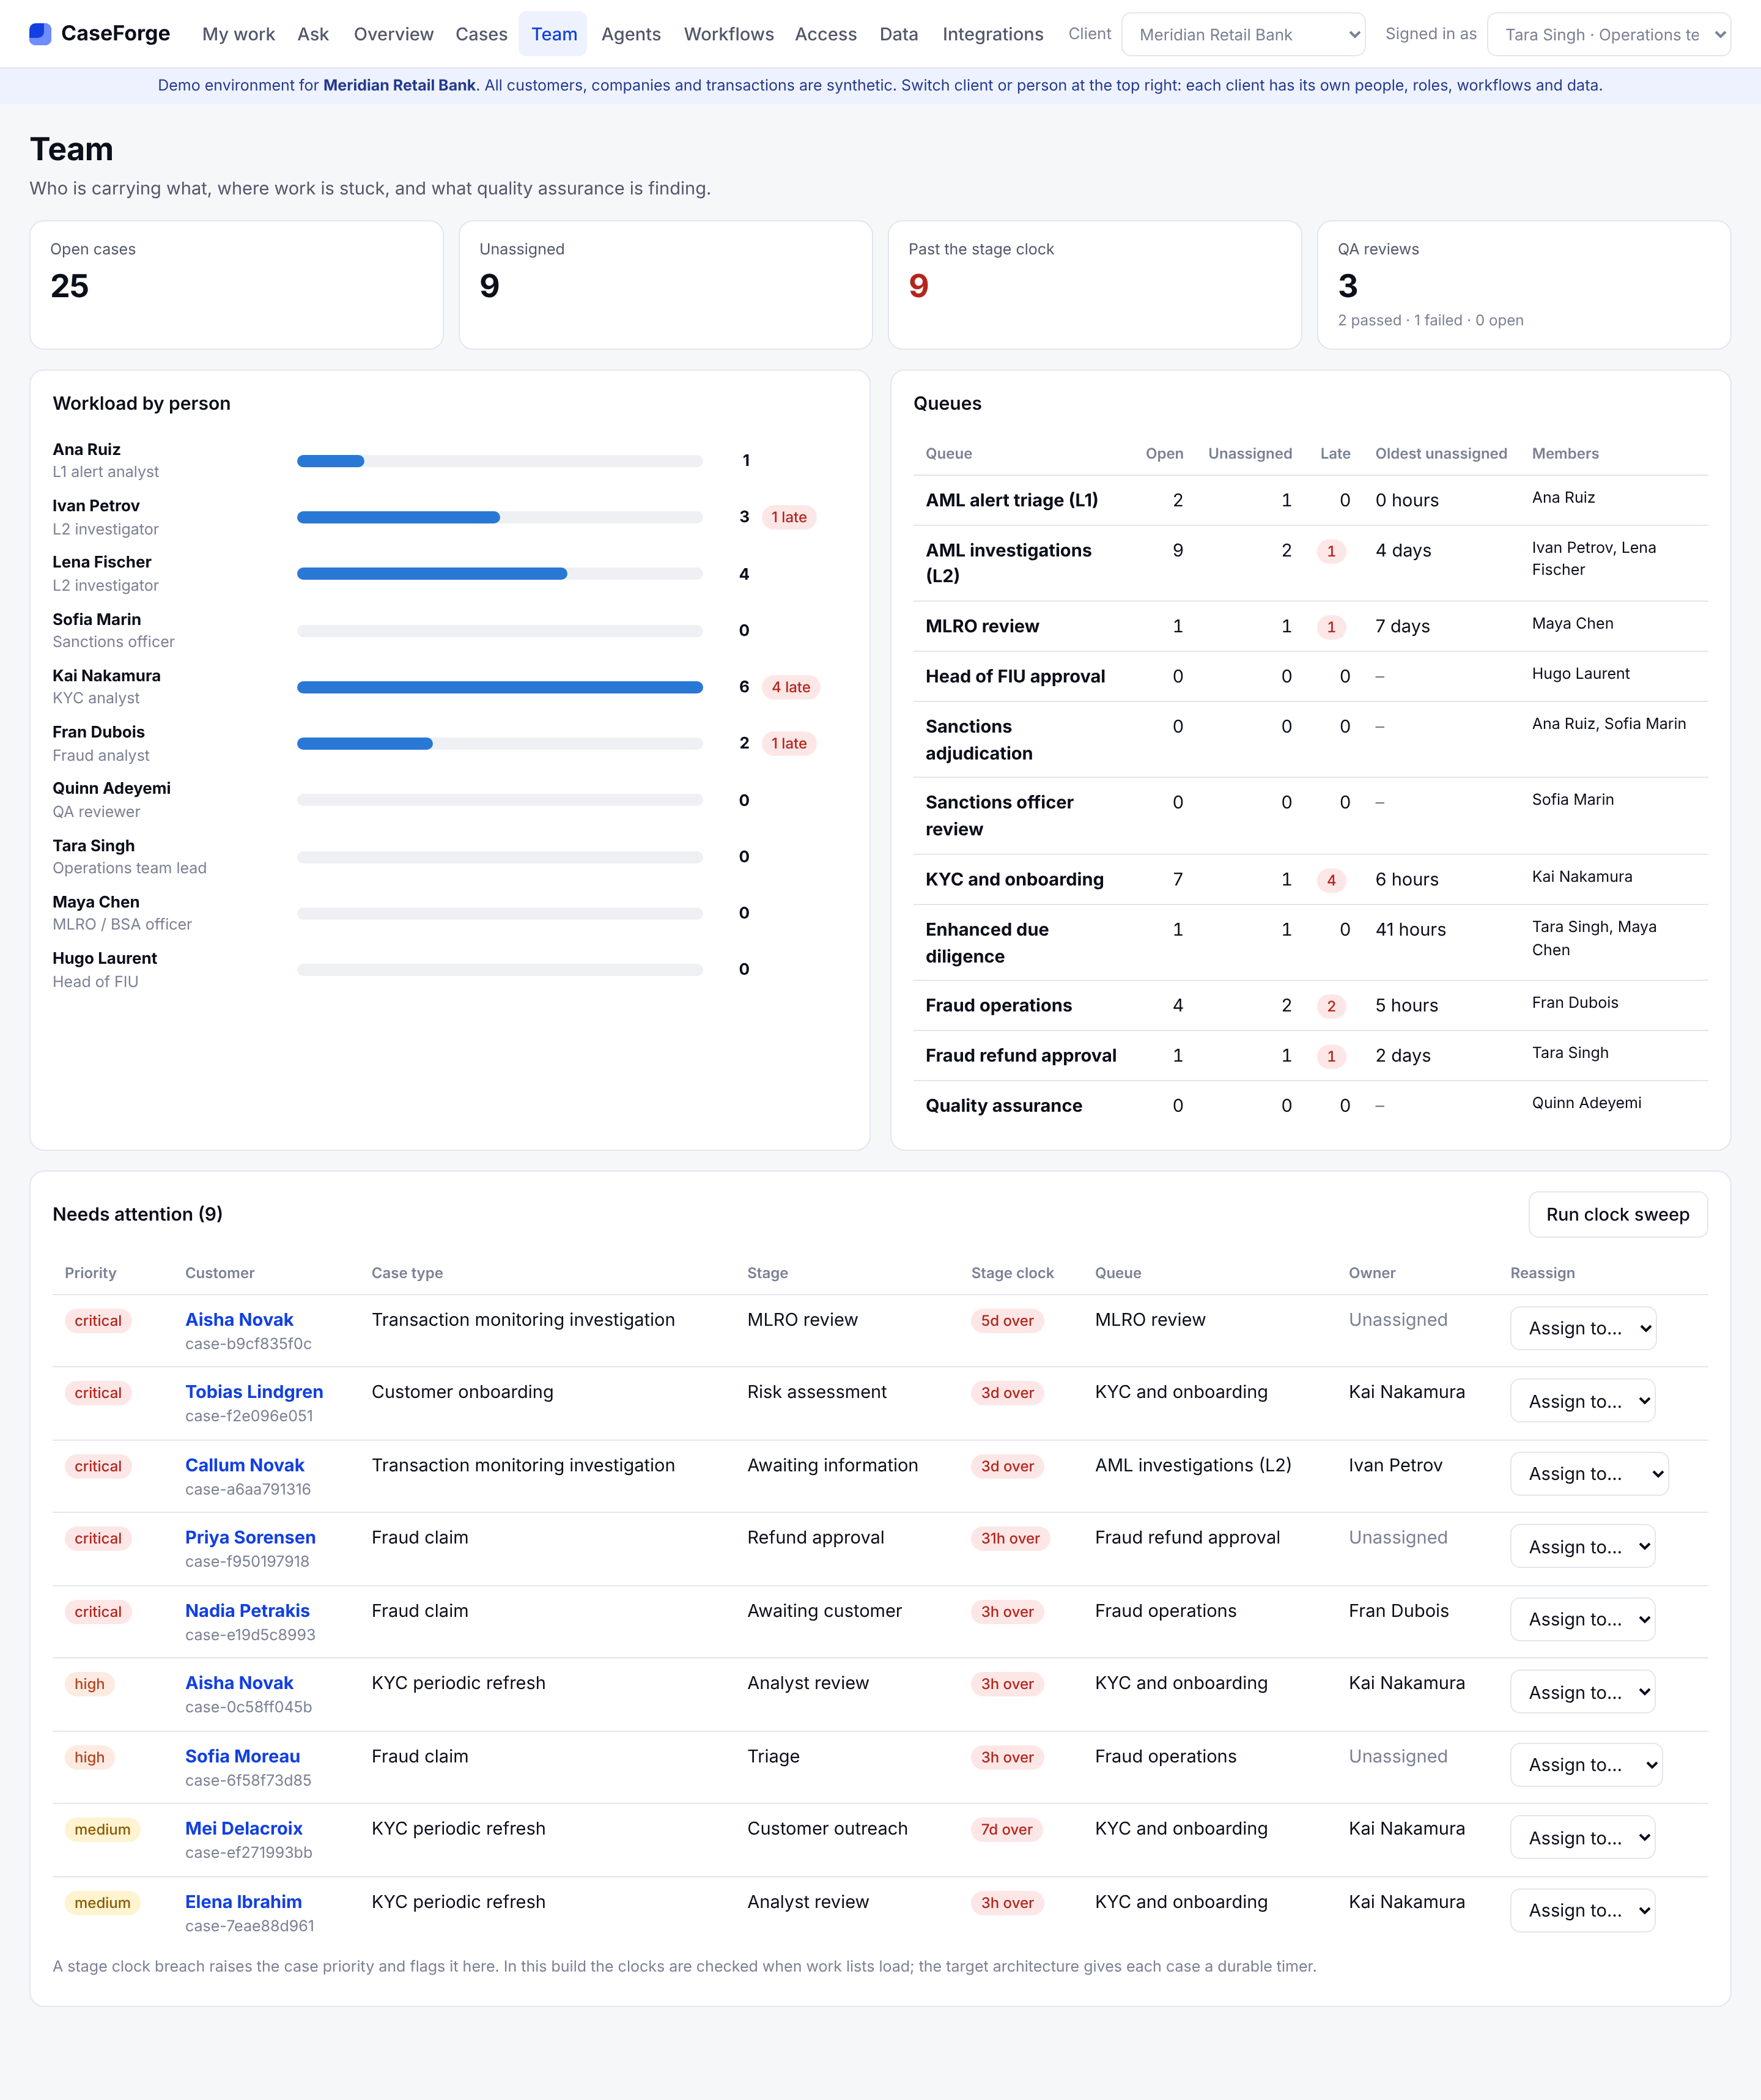 CaseForge My work Ask Overview Cases Team Agents Workflows Access Data Integrations Client Meridian Retail Bank Signed in as Tara Singh · Operations te
Demo environment for Meridian Retail Bank. All customers, companies and transactions are synthetic. Switch client or person at the top right: each client has its own people, roles, workflows and data.
Team
Who is carrying what, where work is stuck, and what quality assurance is finding.
Open cases
25
Unassigned
9
Past the stage clock
9
QA reviews
3
2 passed · 1 failed · 0 open
Workload by person
Ana Ruiz
L1 alert analyst
1
Ivan Petrov
L2 investigator
3 1 late
Lena Fischer
L2 investigator
4
Sofia Marin
Sanctions officer
0
Kai Nakamura
KYC analyst
6 4 late
Fran Dubois
Fraud analyst
2 1 late
Quinn Adeyemi
QA reviewer
0
Tara Singh
Operations team lead
0
Maya Chen
MLRO / BSA officer
0
Hugo Laurent
Head of FIU
0
Queues
Queue Open Unassigned Late Oldest unassigned Members
AML alert triage (L1) 2 1 0 0 hours Ana Ruiz
AML investigations 9 2 1 4 days Ivan Petrov, Lena
(L2) Fischer
MLRO review 1 1 1 7 days Maya Chen
Head of FIU approval 0 0 0 – Hugo Laurent
Sanctions 0 0 0 – Ana Ruiz, Sofia Marin
adjudication
Sanctions officer 0 0 0 – Sofia Marin
review
KYC and onboarding 7 1 4 6 hours Kai Nakamura
Enhanced due 1 1 0 41 hours Tara Singh, Maya
diligence Chen
Fraud operations 4 2 2 5 hours Fran Dubois
Fraud refund approval 1 1 1 2 days Tara Singh
Quality assurance 0 0 0 – Quinn Adeyemi
Needs attention (9) Run clock sweep
Priority Customer Case type Stage Stage clock Queue Owner Reassign
critical Aisha Novak Transaction monitoring investigation MLRO review 5d over MLRO review Unassigned Assign to...
case-b9cf835f0c
critical Tobias Lindgren Customer onboarding Risk assessment 3d over KYC and onboarding Kai Nakamura Assign to...
case-f2e096e051
critical Callum Novak Transaction monitoring investigation Awaiting information 3d over AML investigations (L2) Ivan Petrov Assign to...
case-a6aa791316
critical Priya Sorensen Fraud claim Refund approval 31h over Fraud refund approval Unassigned Assign to...
case-f950197918
critical Nadia Petrakis Fraud claim Awaiting customer 3h over Fraud operations Fran Dubois Assign to...
case-e19d5c8993
high Aisha Novak KYC periodic refresh Analyst review 3h over KYC and onboarding Kai Nakamura Assign to...
case-0c58ff045b
high Sofia Moreau Fraud claim Triage 3h over Fraud operations Unassigned Assign to...
case-6f58f73d85
medium Mei Delacroix KYC periodic refresh Customer outreach 7d over KYC and onboarding Kai Nakamura Assign to...
case-ef271993bb
medium Elena Ibrahim KYC periodic refresh Analyst review 3h over KYC and onboarding Kai Nakamura Assign to...
case-7eae88d961
A stage clock breach raises the case priority and flags it here. In this build the clocks are checked when work lists load; the target architecture gives each case a durable timer.